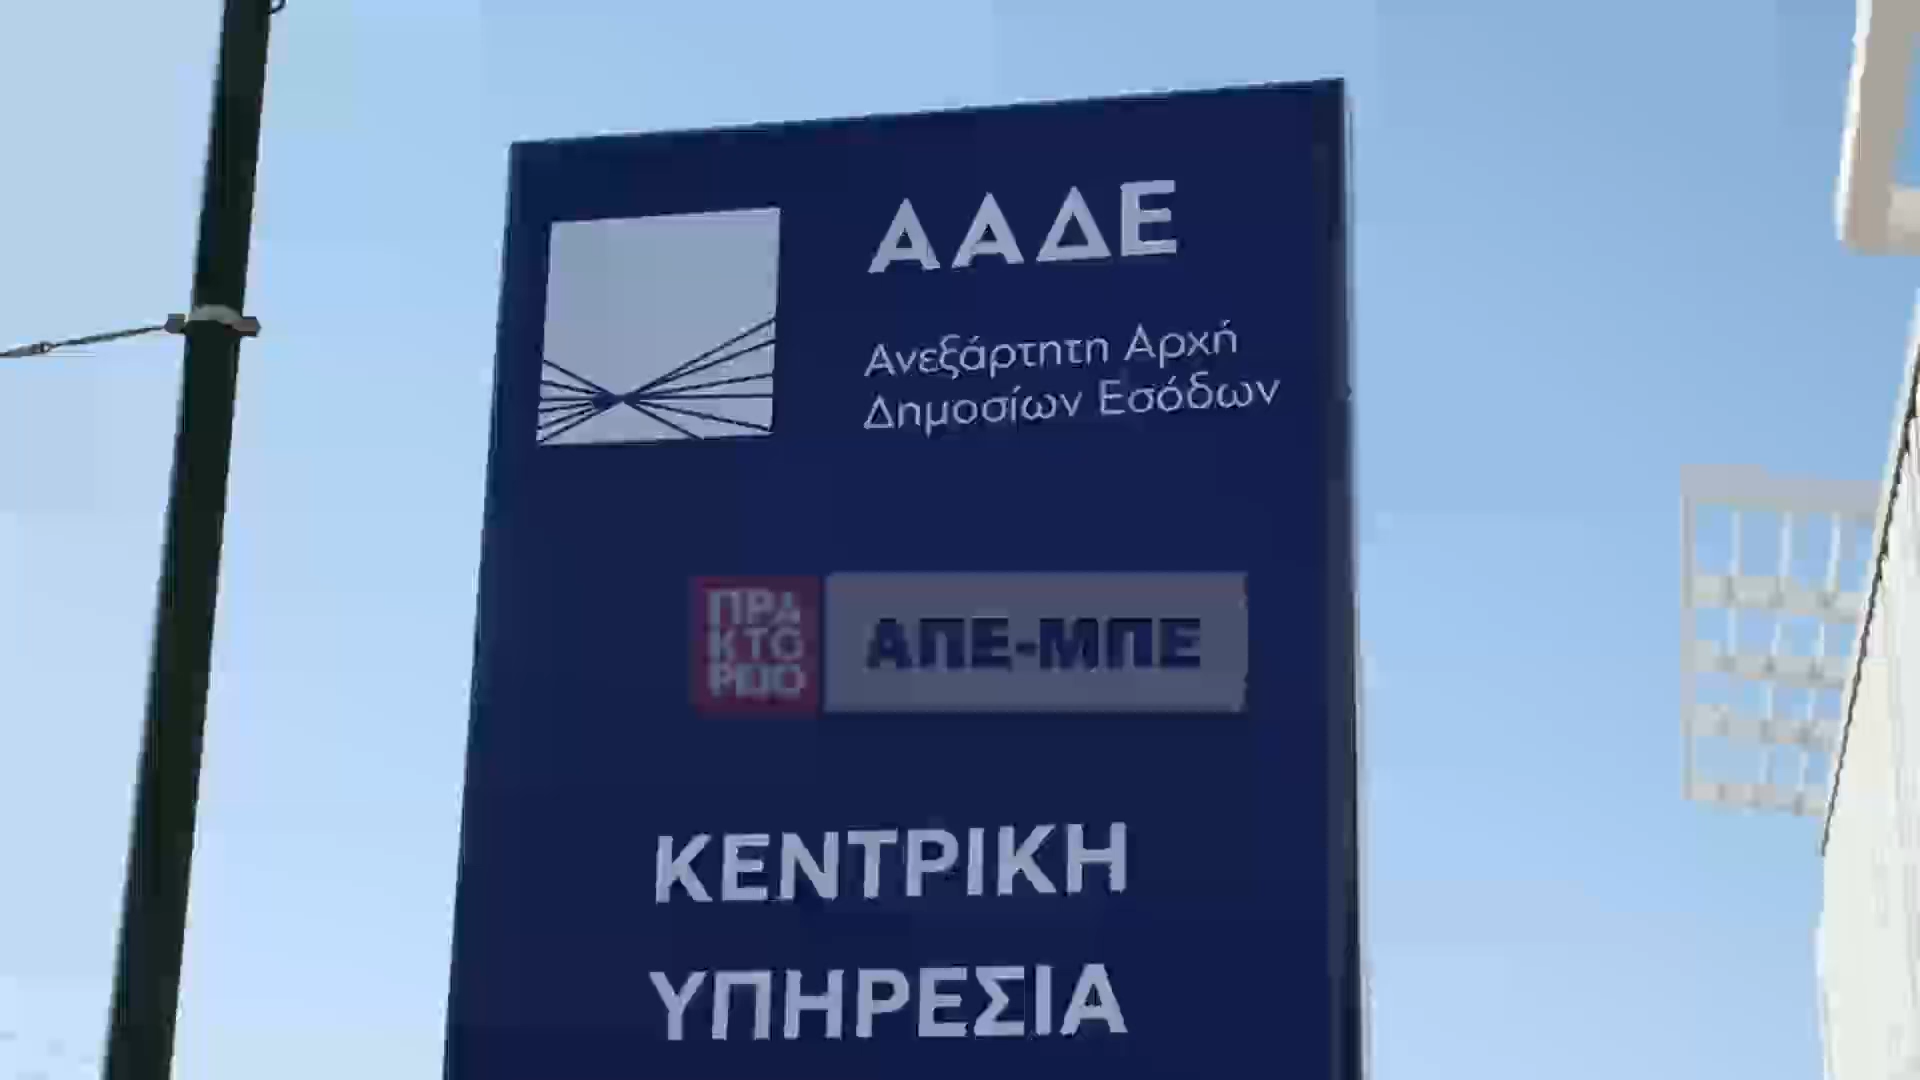 ΑΑΔΕ
Ανεξάρτητη Αρχή
Δημοσίων Εσόδων
ΠΡΑ
ΚΤΟ
ΡΕΙΟ
ΑΠΕ-ΜΠΕ
ΚΕΝΤΡΙΚΗ
ΥΠΗΡΕΣΙΑ